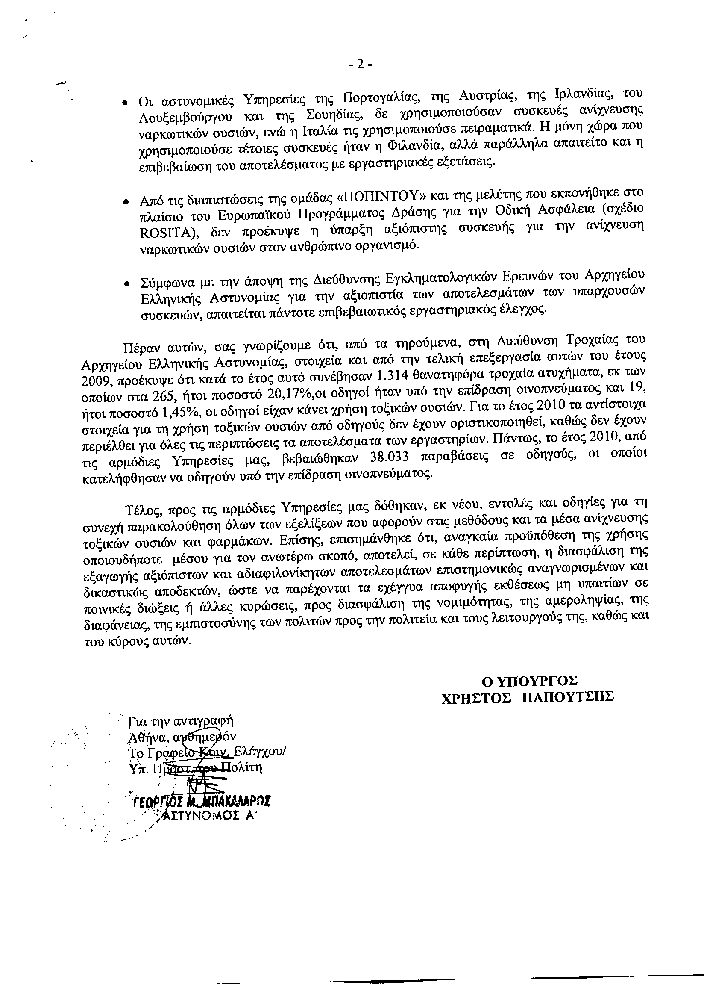 - 2 -
• Οι αστυνομικές Υπηρεσίες της Πορτογαλίας, της Αυστρίας, της Ιρλανδίας, του
Λουξεμβούργου και της Σουηδίας, δε χρησιμοποιούσαν συσκευές ανίχνευσης
ναρκωτικών ουσιών, ενώ η Ιταλία τις χρησιμοποιούσε πειραματικά. Η μόνη χώρα που
χρησιμοποιούσε τέτοιες συσκευές ήταν η Φιλανδία, αλλά παράλληλα απαιτείτο και η
επιβεβαίωση του αποτελέσματος με εργαστηριακές εξετάσεις.
• Από τις διαπιστώσεις της ομάδας «ΠΟΠΙΝΤΟΥ» και της μελέτης που εκπονήθηκε στο
πλαίσιο του Ευρωπαϊκού Προγράμματος Δράσης για την Οδική Ασφάλεια (σχέδιο
ROSITA), δεν προέκυψε η ύπαρξη αξιόπιστης συσκευής για την ανίχνευση
ναρκωτικών ουσιών στον ανθρώπινο οργανισμό.
• Σύμφωνα με την άποψη της Διεύθυνσης Εγκληματολογικών Ερευνών του Αρχηγείου
Ελληνικής Αστυνομίας για την αξιοπιστία των αποτελεσμάτων των υπαρχουσών
συσκευών, απαιτείται πάντοτε επιβεβαιωτικός εργαστηριακός έλεγχος.
Πέραν αυτών, σας γνωρίζουμε ότι, από τα τηρούμενα, στη Διεύθυνση Τροχαίας του
Αρχηγείου Ελληνικής Αστυνομίας, στοιχεία και από την τελική επεξεργασία αυτών του έτους
2009, προέκυψε ότι κατά το έτος αυτό συνέβησαν 1.314 θανατηφόρα τροχαία ατυχήματα, εκ των
οποίων στα 265, ήτοι ποσοστό 20,17%,οι οδηγοί ήταν υπό την επίδραση οινοπνεύματος και 19,
ήτοι ποσοστό 1,45%, οι οδηγοί είχαν κάνει χρήση τοξικών ουσιών. Για το έτος 2010 τα αντίστοιχα
στοιχεία για τη χρήση τοξικών ουσιών από οδηγούς δεν έχουν οριστικοποιηθεί, καθώς δεν έχουν
περιέλθει για όλες τις περιπτώσεις τα αποτελέσματα των εργαστηρίων. Πάντως, το έτος 2010, από
τις αρμόδιες Υπηρεσίες μας, βεβαιώθηκαν 38.033 παραβάσεις σε οδηγούς, οι οποίοι
κατελήφθησαν να οδηγούν υπό την επίδραση οινοπνεύματος.
Τέλος, προς τις αρμόδιες Υπηρεσίες μας δόθηκαν, εκ νέου, εντολές και οδηγίες για τη
συνεχή παρακολούθηση όλων των εξελίξεων που αφορούν στις μεθόδους και τα μέσα ανίχνευσης
τοξικών ουσιών και φαρμάκων. Επίσης, επισημάνθηκε ότι, αναγκαία προϋπόθεση της χρήσης
οποιουδήποτε μέσου για τον ανωτέρω σκοπό, αποτελεί, σε κάθε περίπτωση, η διασφάλιση της
εξαγωγής αξιόπιστων και αδιαφιλονίκητων αποτελεσμάτων επιστημονικώς αναγνωρισμένων και
δικαστικώς αποδεκτών, ώστε να παρέχονται τα εχέγγυα αποφυγής εκθέσεως μη υπαιτίων σε
ποινικές διώξεις ή άλλες κυρώσεις, προς διασφάλιση της νομιμότητας, της αμεροληψίας, της
διαφάνειας, της εμπιστοσύνης των πολιτών προς την πολιτεία και τους λειτουργούς της, καθώς και
του κύρους αυτών.
Ο ΥΠΟΥΡΓΟΣ
ΧΡΗΣΤΟΣ ΠΑΠΟΥΤΣΗΣ
Για την αντιγραφή
Αθήνα, αυθημερόν
Το Γραφείο Κοιν. Ελέγχου/
Υπ. Προστ. του Πολίτη
ΓΕΩΡΓΙΟΣ Μ. ΜΠΑΚΑΛΑΡΟΣ
ΑΣΤΥΝΟΜΟΣ Α'